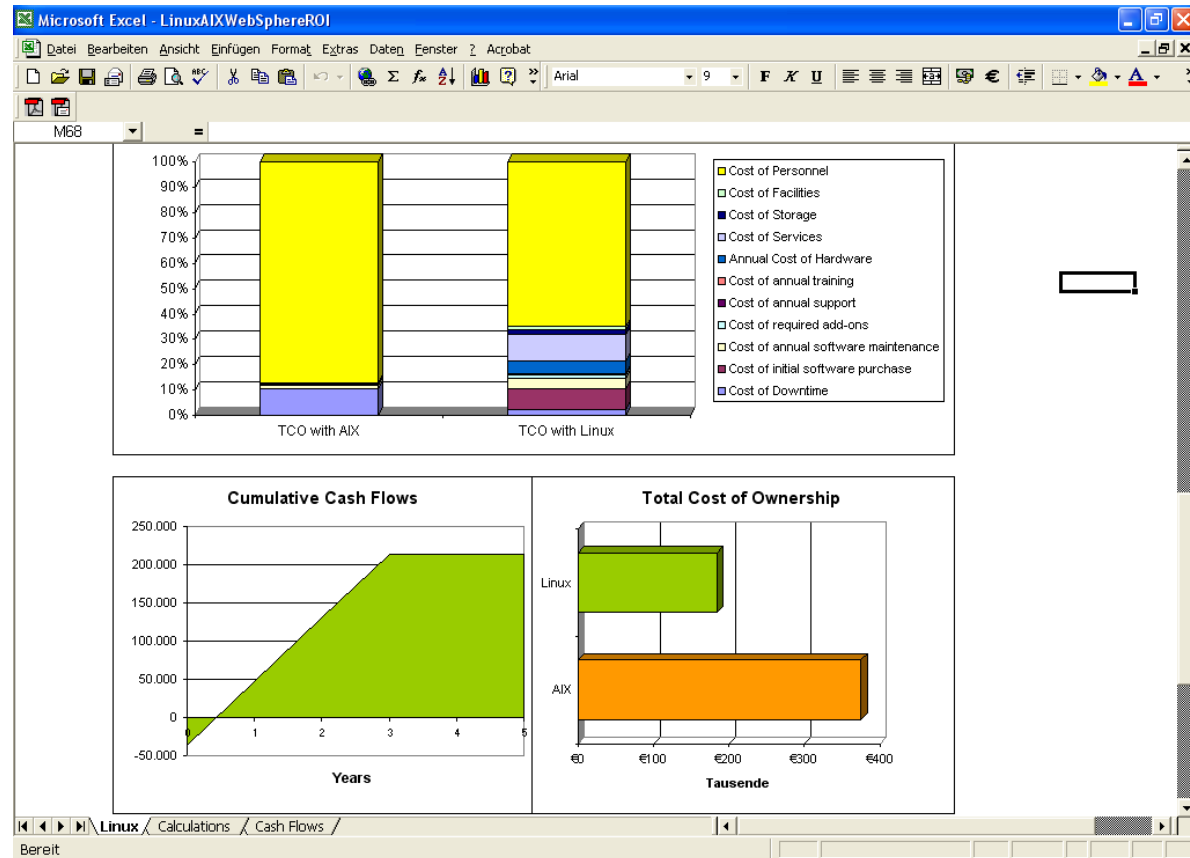 Microsoft Excel - LinuxAIXWebSphereROI
Datei Bearbeiten Ansicht Einfügen Format Extras Daten Fenster ? Acrobat
Arial 9 F K U €
M68 =
100%
90%
80%
70%
60%
50%
40%
30%
20%
10%
0%
TCO with AIX TCO with Linux
Cost of Personnel
Cost of Facilities
Cost of Storage
Cost of Services
Annual Cost of Hardware
Cost of annual training
Cost of annual support
Cost of required add-ons
Cost of annual software maintenance
Cost of initial software purchase
Cost of Downtime
Cumulative Cash Flows
250.000
200.000
150.000
100.000
50.000
0
-50.000
0 1 2 3 4 5
Years
Total Cost of Ownership
Linux
AIX
€0 €100 €200 €300 €400
Tausende
Linux Calculations Cash Flows
Bereit